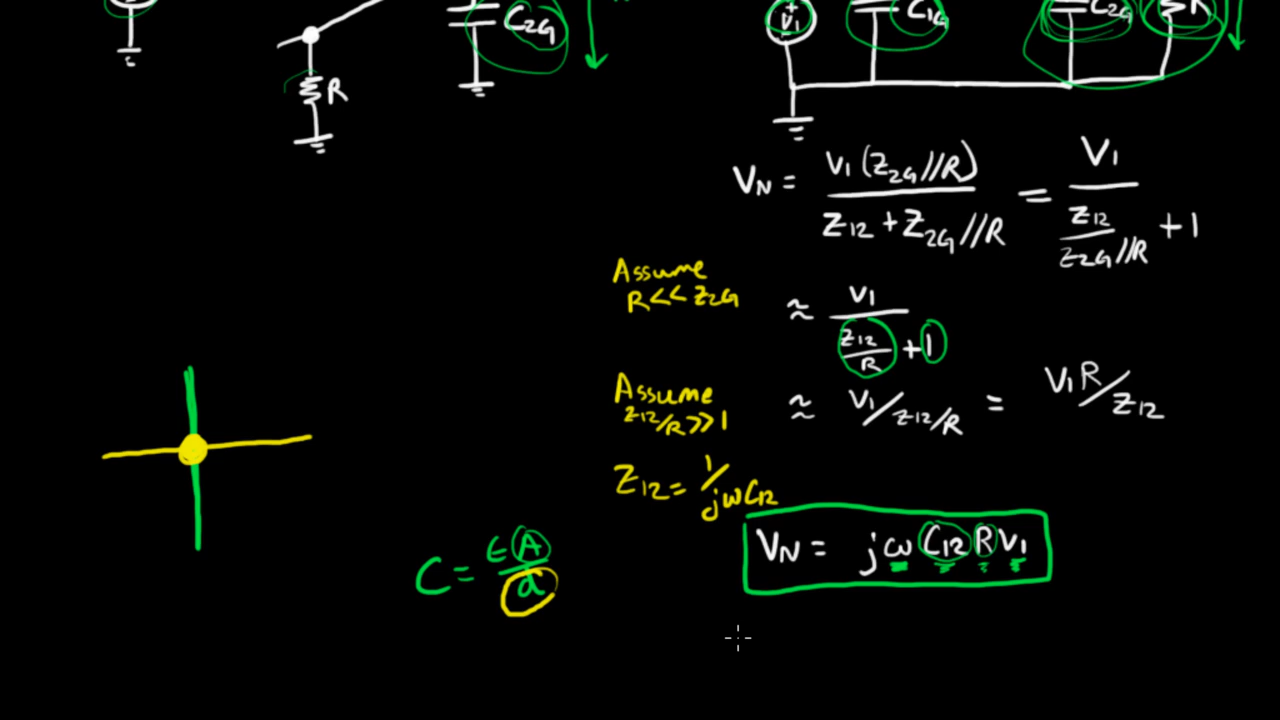 C2G
V1
C1G
C2G
R
R
VN = V1(Z2G//R) / Z12 + Z2G//R = V1 / Z12 / Z2G//R + 1
Assume
R<<Z2G
≈ V1 / Z12 / R + 1
Assume
Z12/R>>1
≈ V1/Z12/R = V1R/Z12
Z12 = 1/jωC12
VN = jωC12RV1
C = ϵA / d